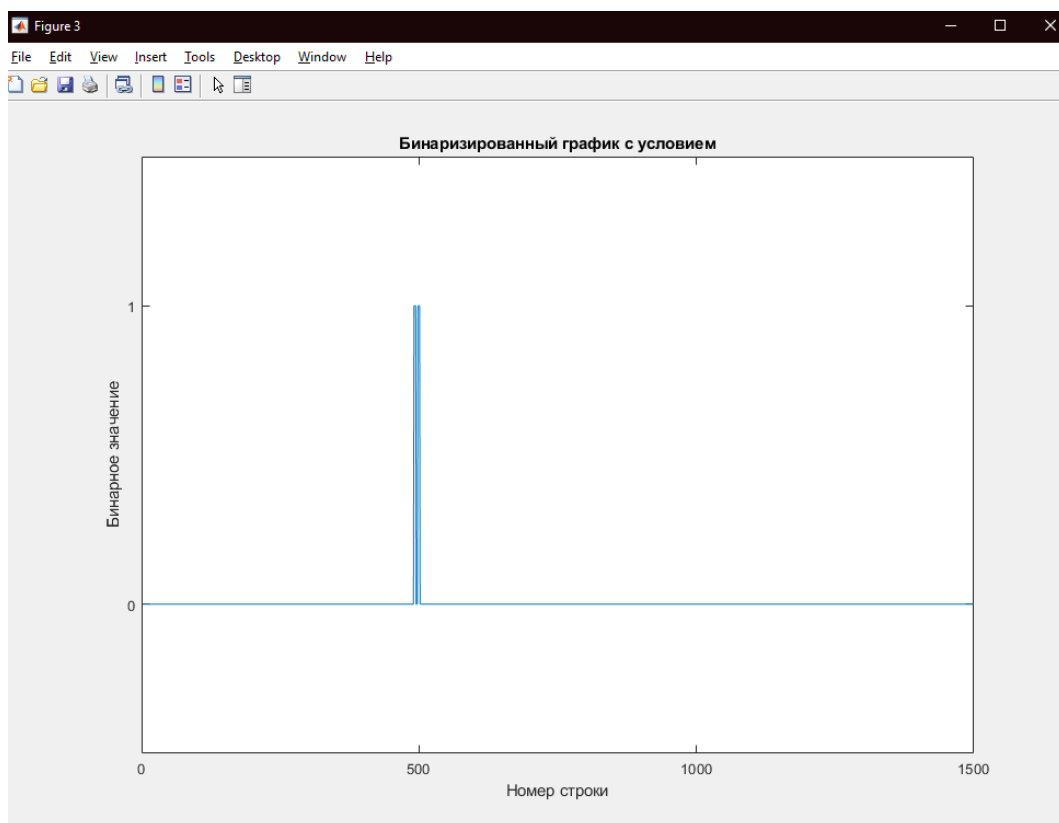 Figure 3
File Edit View Insert Tools Desktop Window Help
Бинаризированный график с условием
1
0
Бинарное значение
0 500 1000 1500
Номер строки